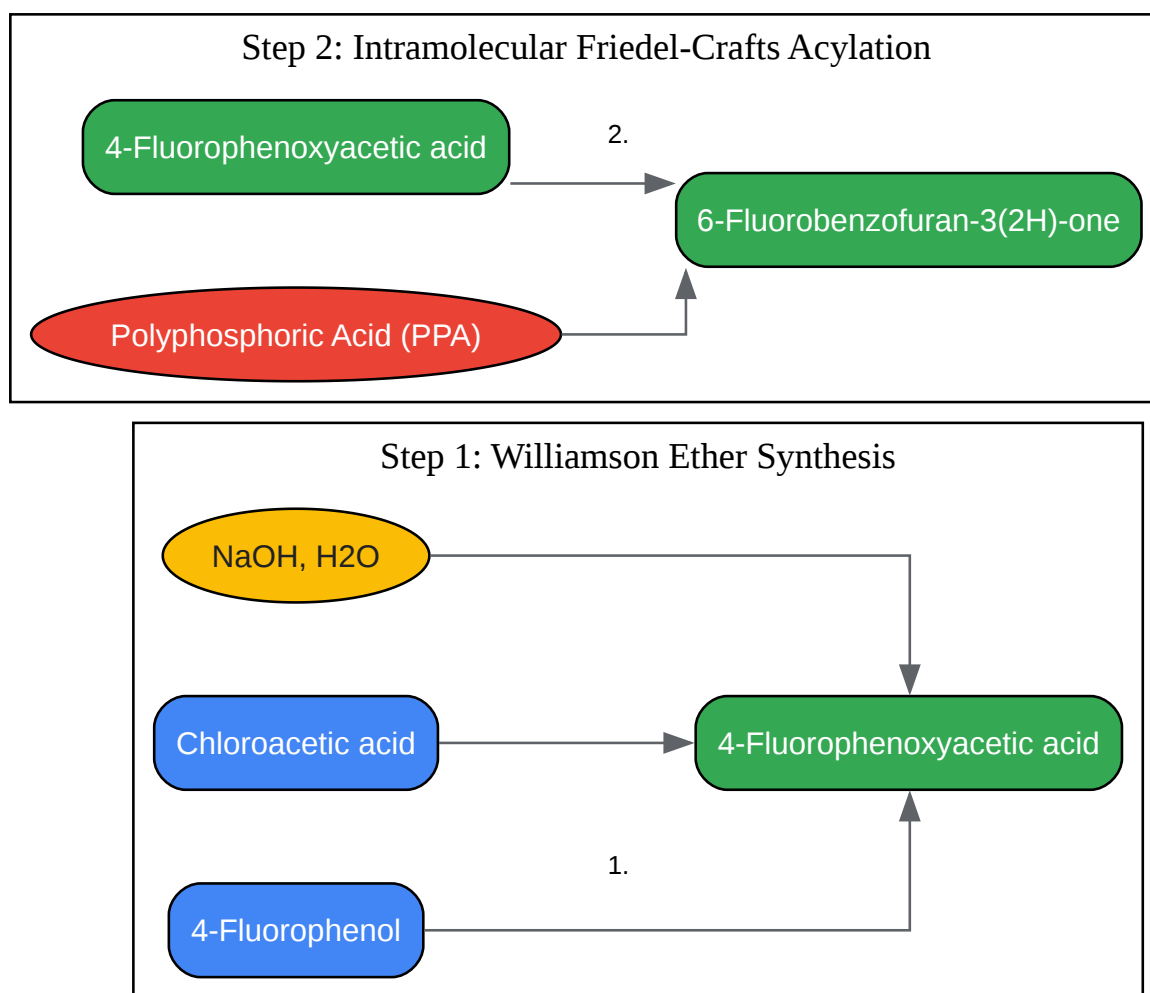 Step 2: Intramolecular Friedel-Crafts Acylation
4-Fluorophenoxyacetic acid
2.
6-Fluorobenzofuran-3(2H)-one
Polyphosphoric Acid (PPA)
Step 1: Williamson Ether Synthesis
NaOH, H2O
Chloroacetic acid
4-Fluorophenoxyacetic acid
1.
4-Fluorophenol